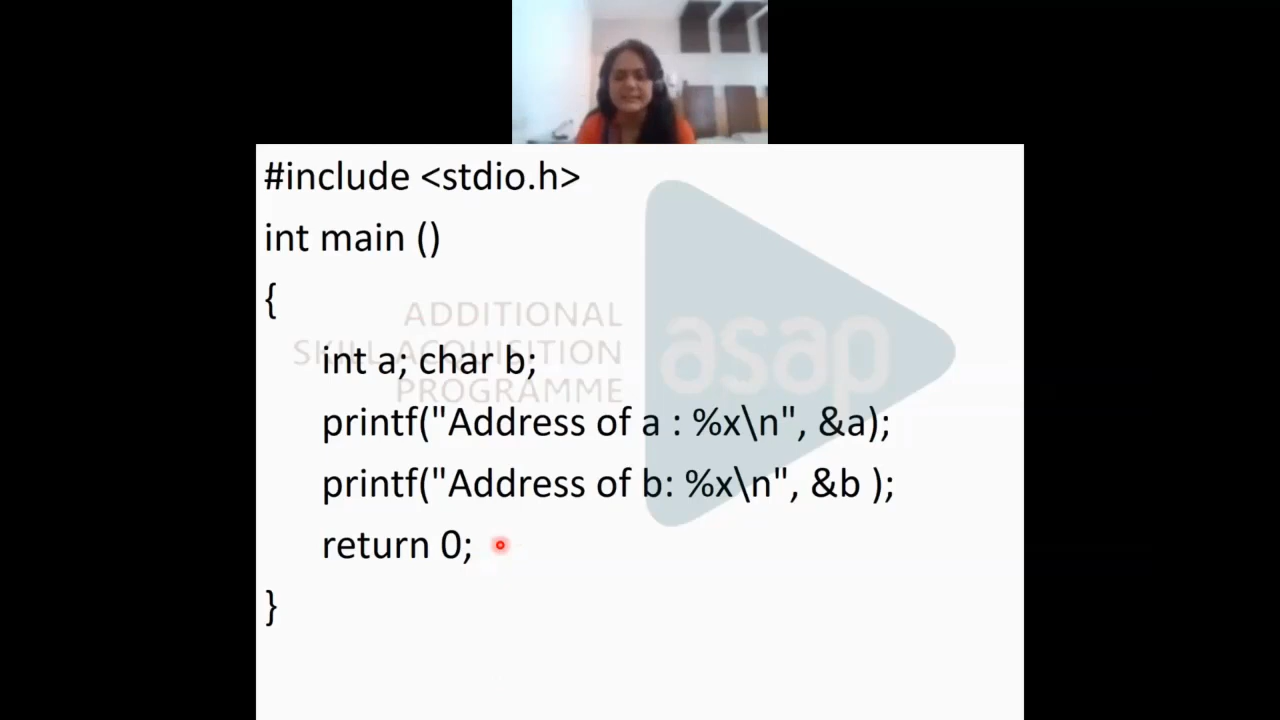 #include <stdio.h>
int main ()
{
ADDITIONAL
SKILL ACQUISITION
PROGRAMME
asap
int a; char b;
printf("Address of a : %x\n", &a);
printf("Address of b: %x\n", &b );
return 0;
}